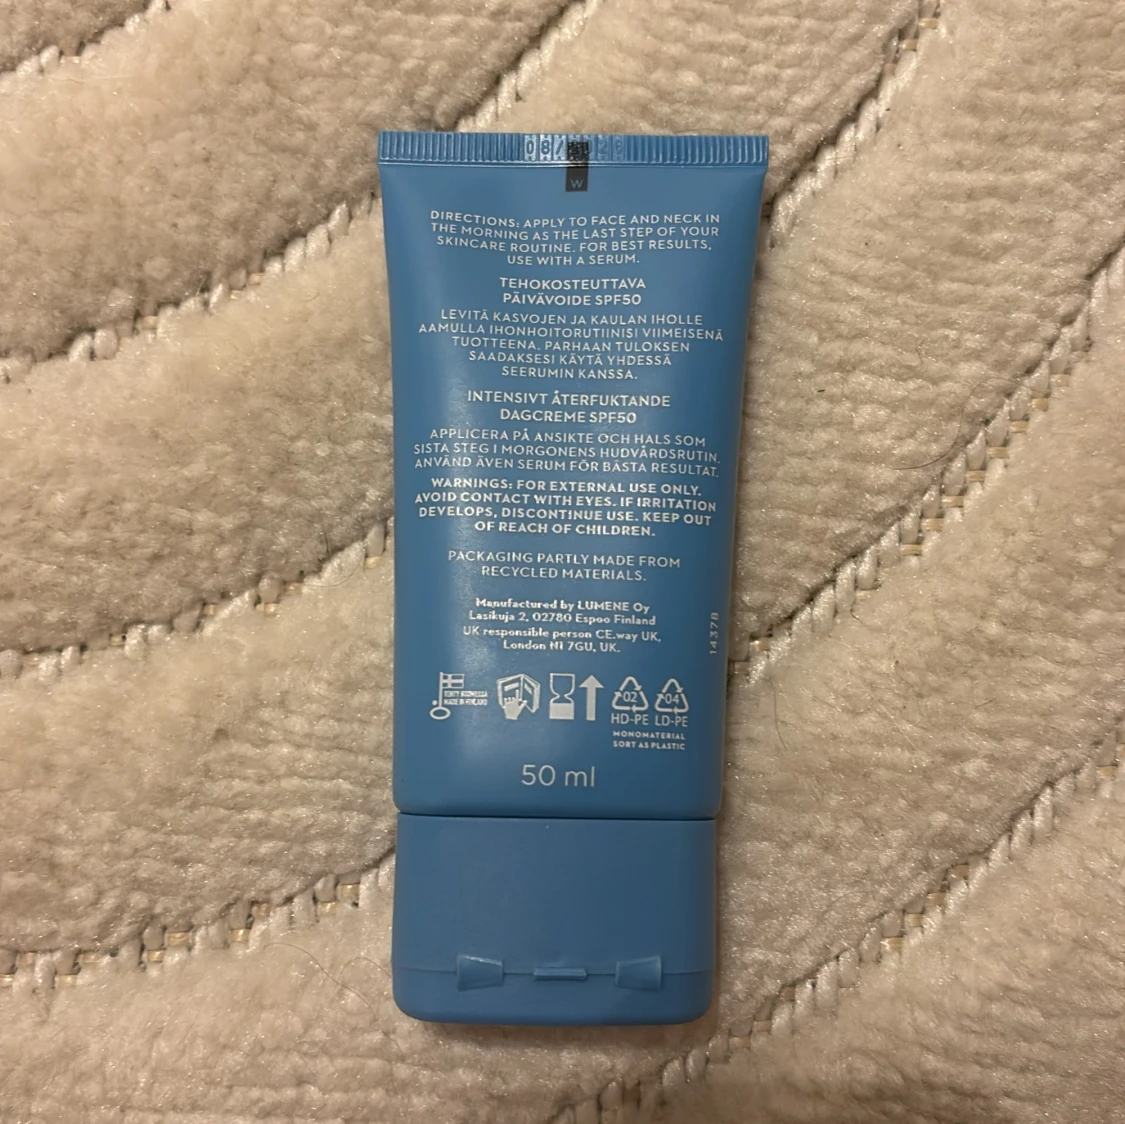 08/
W
DIRECTIONS: APPLY TO FACE AND NECK IN
THE MORNING AS THE LAST STEP OF YOUR
SKINCARE ROUTINE. FOR BEST RESULTS,
USE WITH A SERUM.
TEHOKOSTEUTTAVA
PÄIVÄVOIDE SPF50
LEVITÄ KASVOJEN JA KAULAN IHOLLE
AAMULLA IHONHOITORUTIINISI VIIMEISENÄ
TUOTTEENA. PARHAAN TULOKSEN
SAADAKSESI KÄYTÄ YHDESSÄ
SEERUMIN KANSSA.
INTENSIVT ÅTERFUKTANDE
DAGCREME SPF50
APPLICERA PÅ ANSIKTE OCH HALS SOM
SISTA STEG I MORGONENS HUDVÅRDSRUTIN.
ANVÄND ÄVEN SERUM FÖR BÄSTA RESULTAT.
WARNINGS: FOR EXTERNAL USE ONLY.
AVOID CONTACT WITH EYES. IF IRRITATION
DEVELOPS, DISCONTINUE USE. KEEP OUT
OF REACH OF CHILDREN.
PACKAGING PARTLY MADE FROM
RECYCLED MATERIALS.
Manufactured by LUMENE Oy
Lasikuja 2, 02780 Espoo Finland
UK responsible person CE.way UK,
London N1 7GU, UK.
14378
MADE IN FINLAND
02 04
HD-PE LD-PE
MONOMATERIAL
SORT AS PLASTIC
50 ml